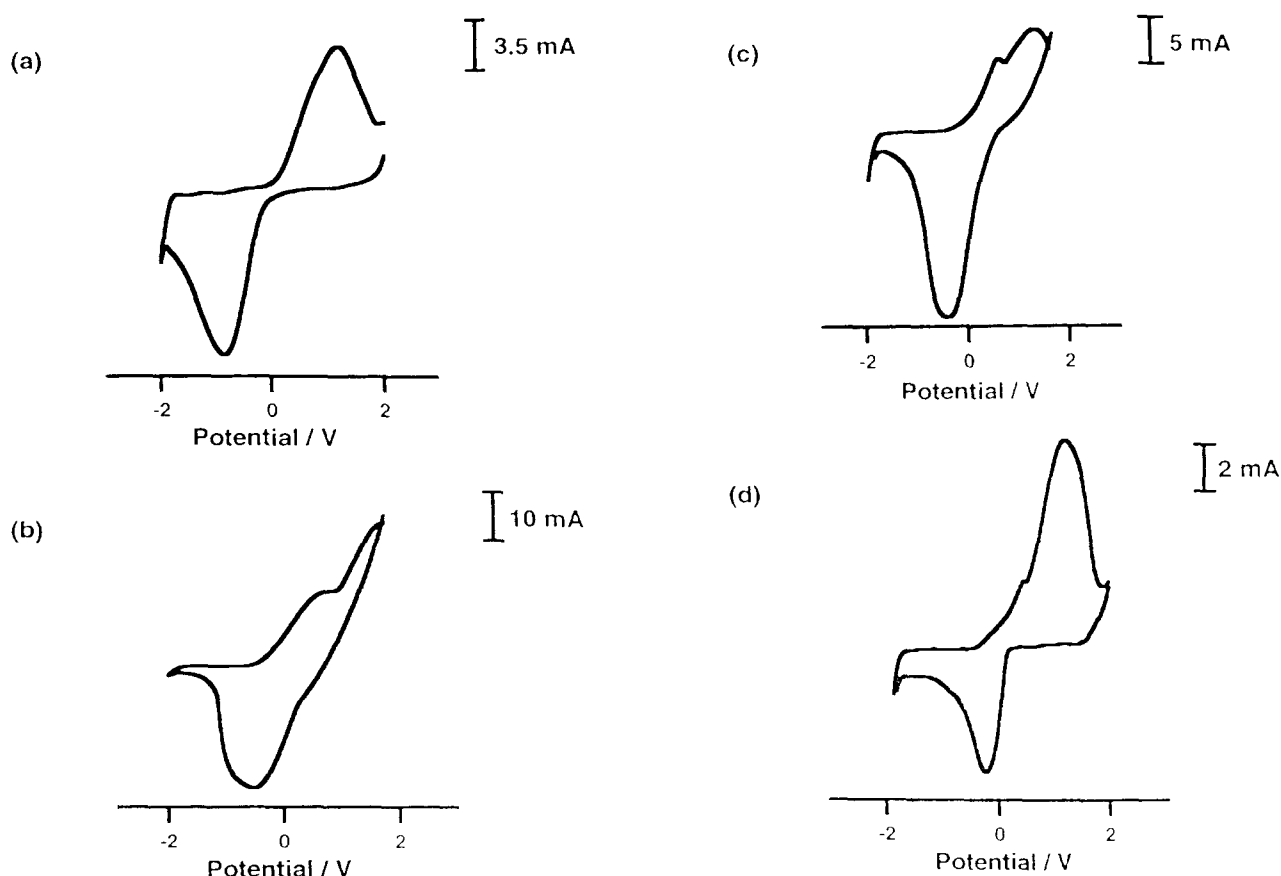 (a)
3.5 mA
-2 0 2
Potential / V
(b)
10 mA
-2 0 2
Potential / V
(c)
5 mA
-2 0 2
Potential / V
(d)
2 mA
-2 0 2
Potential / V